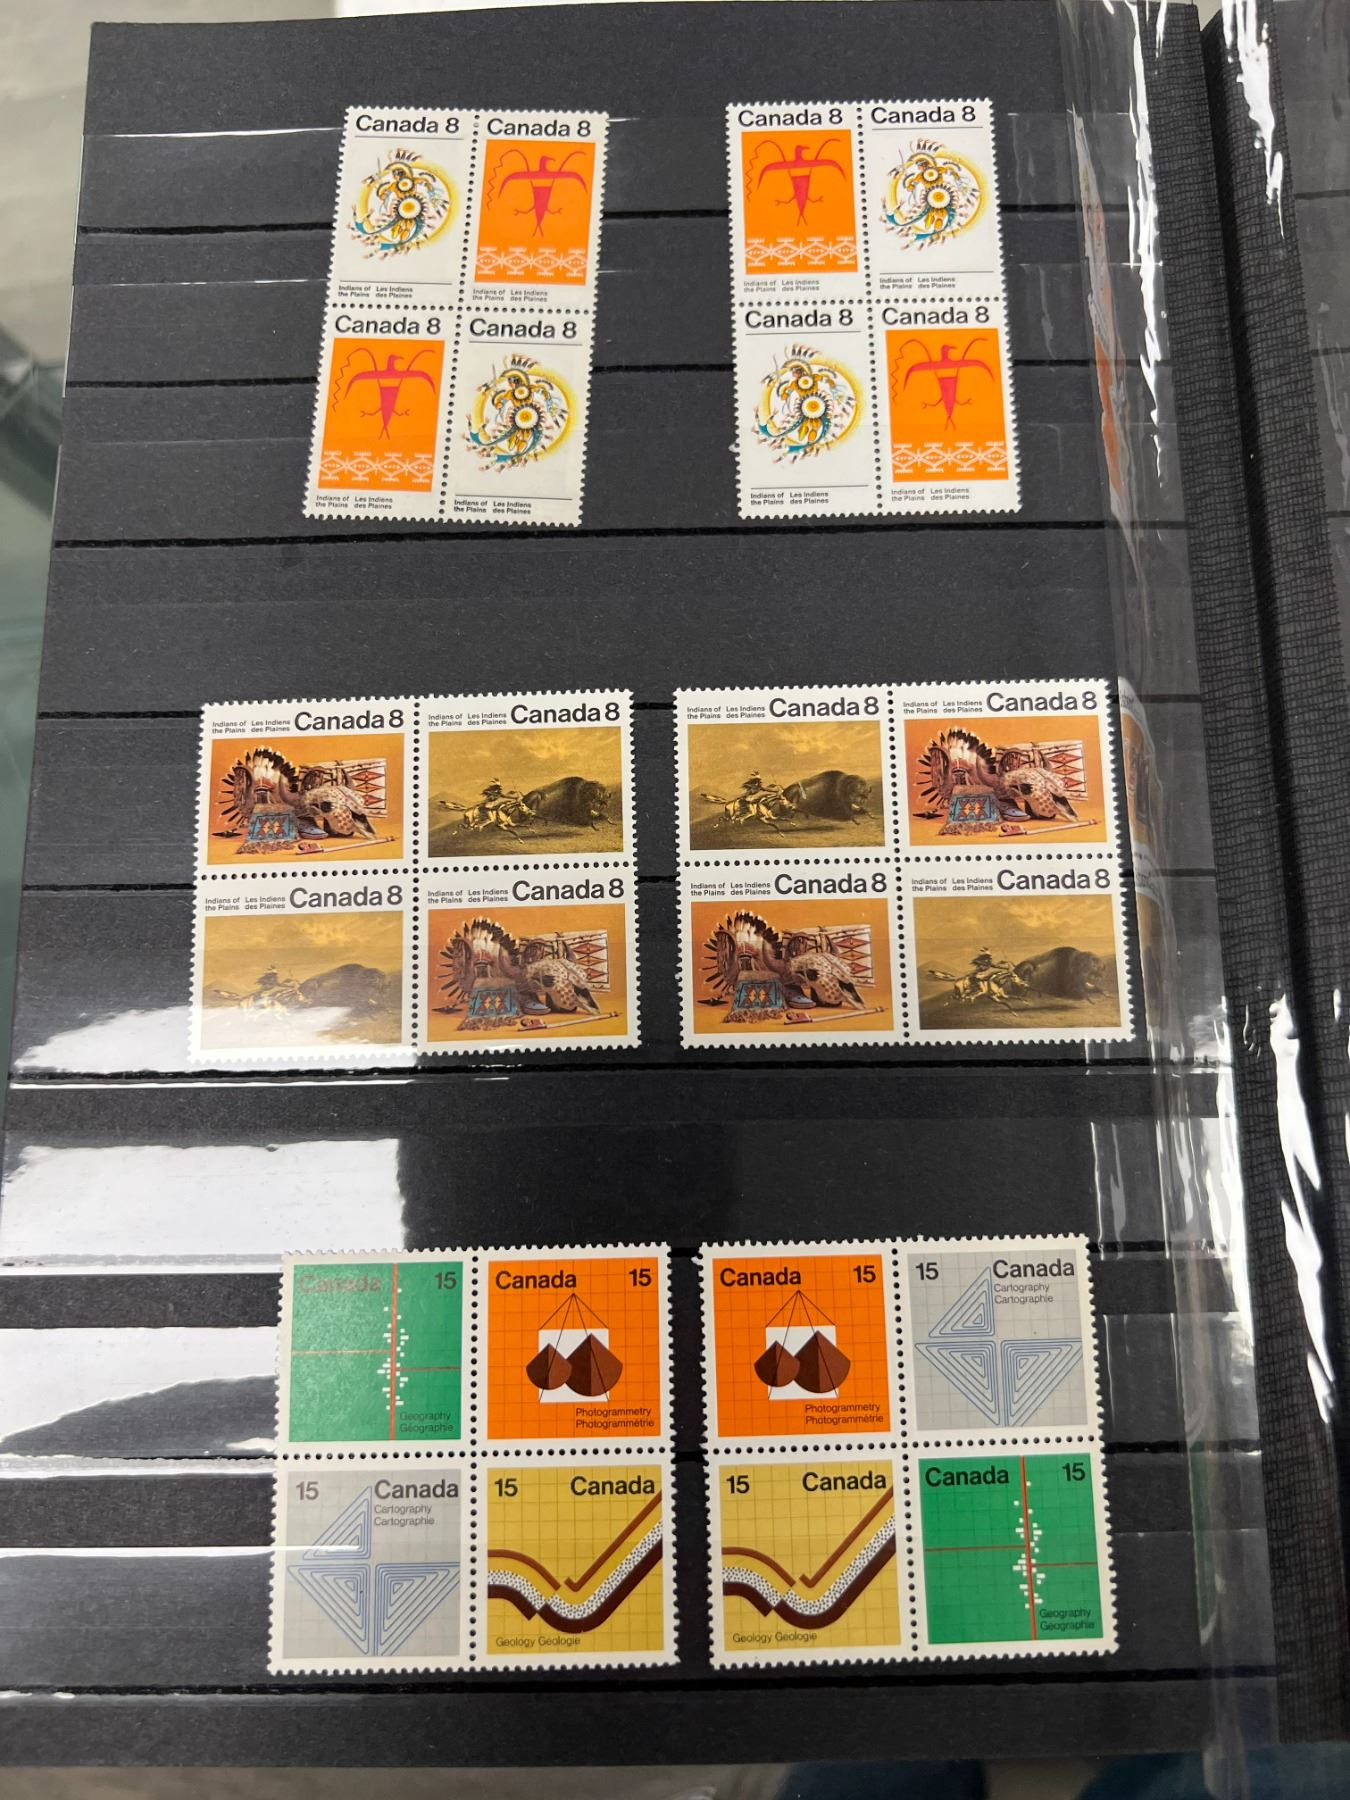 Canada 8
Canada 8
Indians of Les Indiens
the Plains des Plaines
Indians of Les Indiens
the Plains des Plaines
Canada 8
Canada 8
Indians of Les Indiens
the Plains des Plaines
Indians of Les Indiens
the Plains des Plaines
Canada 8
Canada 8
Indians of Les Indiens
the Plains des Plaines
Indians of Les Indiens
the Plains des Plaines
Canada 8
Canada 8
Indians of Les Indiens
the Plains des Plaines
Indians of Les Indiens
the Plains des Plaines
Indians of Les Indiens Canada 8
the Plains des Plaines
Indians of Les Indiens Canada 8
the Plains des Plaines
Indians of Les Indiens Canada 8
the Plains des Plaines
Indians of Les Indiens Canada 8
the Plains des Plaines
Indians of Les Indiens Canada 8
the Plains des Plaines
Indians of Les Indiens Canada 8
the Plains des Plaines
Indians of Les Indiens Canada 8
the Plains des Plaines
Indians of Les Indiens Canada 8
the Plains des Plaines
Canada 15
Geography
Géographie
Canada 15
Photogrammetry
Photogrammétrie
15 Canada
Cartography
Cartographie
15 Canada
Geology Géologie
Canada 15
Photogrammetry
Photogrammétrie
15 Canada
Cartography
Cartographie
15 Canada
Geology Géologie
Canada 15
Geography
Géographie